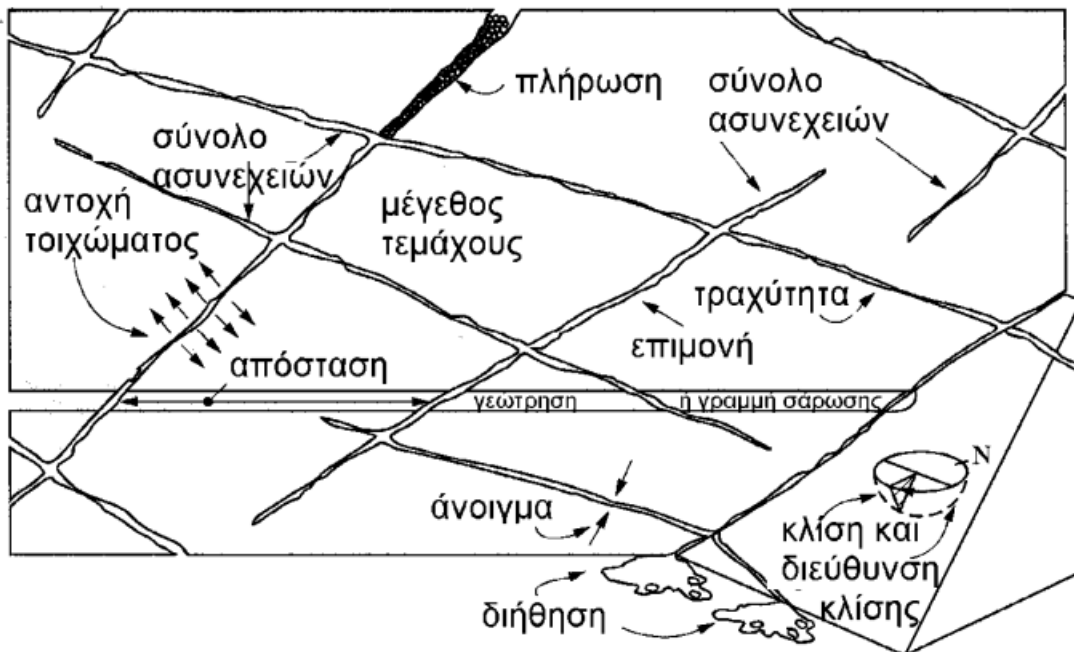 πλήρωση
σύνολο
ασυνεχειών
σύνολο
ασυνεχειών
αντοχή
τοιχώματος
μέγεθος
τεμάχους
τραχύτητα
επιμονή
απόσταση
γεώτρηση ή γραμμή σάρωσης
N
άνοιγμα
κλίση και
διεύθυνση
κλίσης
διήθηση